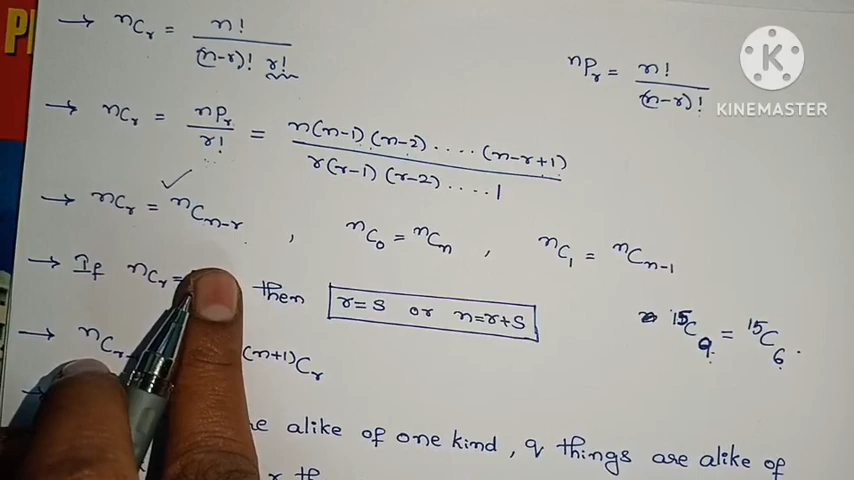 → nCr = n! / (n-r)! r!
nPr = n! / (n-r)!
K
KINEMASTER
→ nCr = nPr / r! = n(n-1)(n-2)....(n-r+1) / r(r-1)(r-2)....1
→ nCr = nCn-r , nC0 = nCn , nC1 = nCn-1
→ If nCr = then r=s or n=r+s
15C9 = 15C6.
→ nCr (n+1)Cr
alike of one kind, q things are alike of